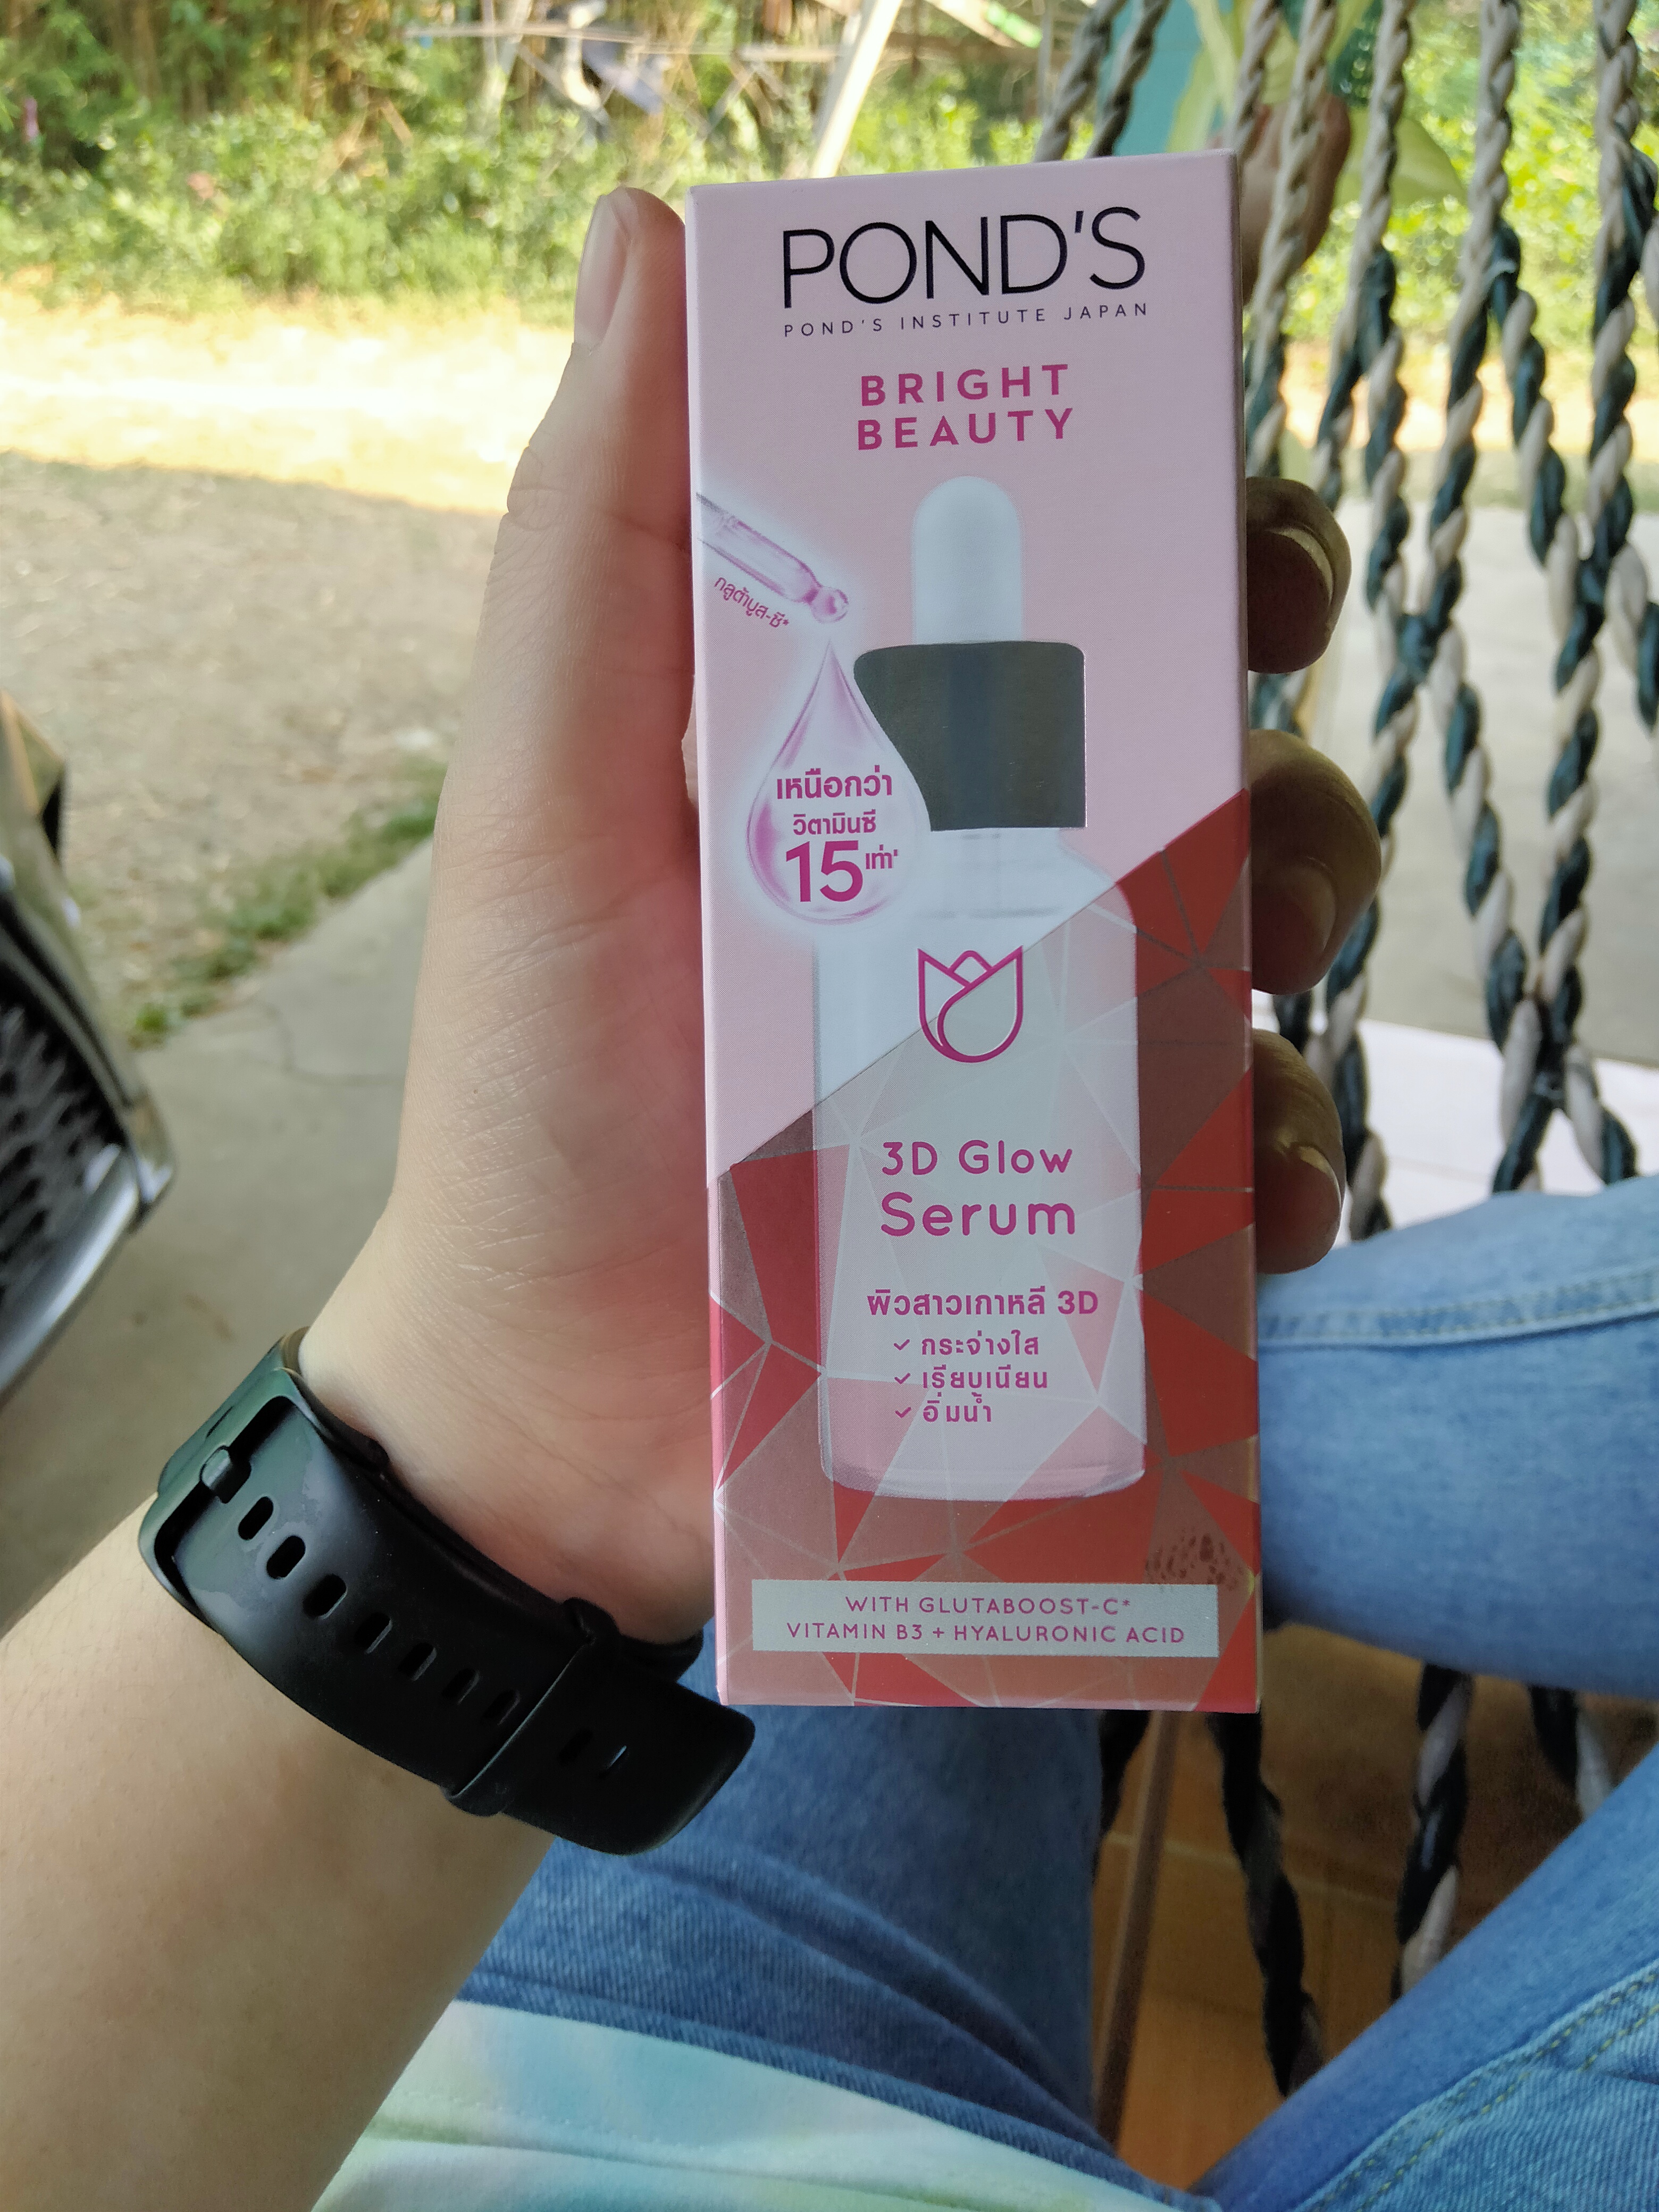 POND'S
POND'S INSTITUTE JAPAN
BRIGHT
BEAUTY
กลูต้าบูส-ซี*
เหนือกว่า
วิตามินซี
15เท่า'
3D Glow
Serum
ผิวสาวเกาหลี 3D
✓ กระจ่างใส
✓ เรียบเนียน
✓ อิ่มน้ำ
WITH GLUTABOOST-C*
VITAMIN B3 + HYALURONIC ACID